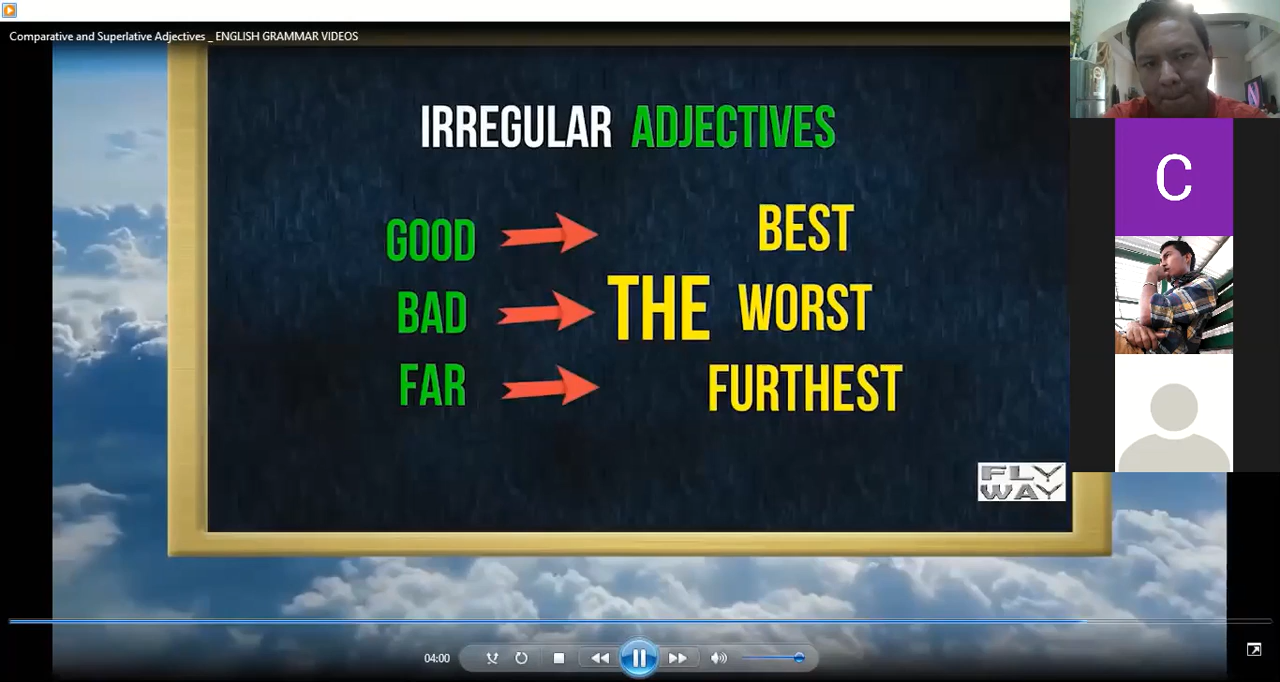 Comparative and Superlative Adjectives _ ENGLISH GRAMMAR VIDEOS
IRREGULAR ADJECTIVES
GOOD BEST
BAD THE WORST
FAR FURTHEST
FLY
WAY
C
04:00